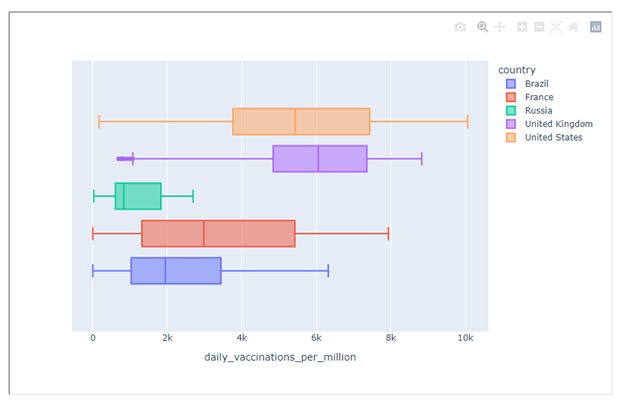 country
Brazil
France
Russia
United Kingdom
United States
0 2k 4k 6k 8k 10k
daily_vaccinations_per_million